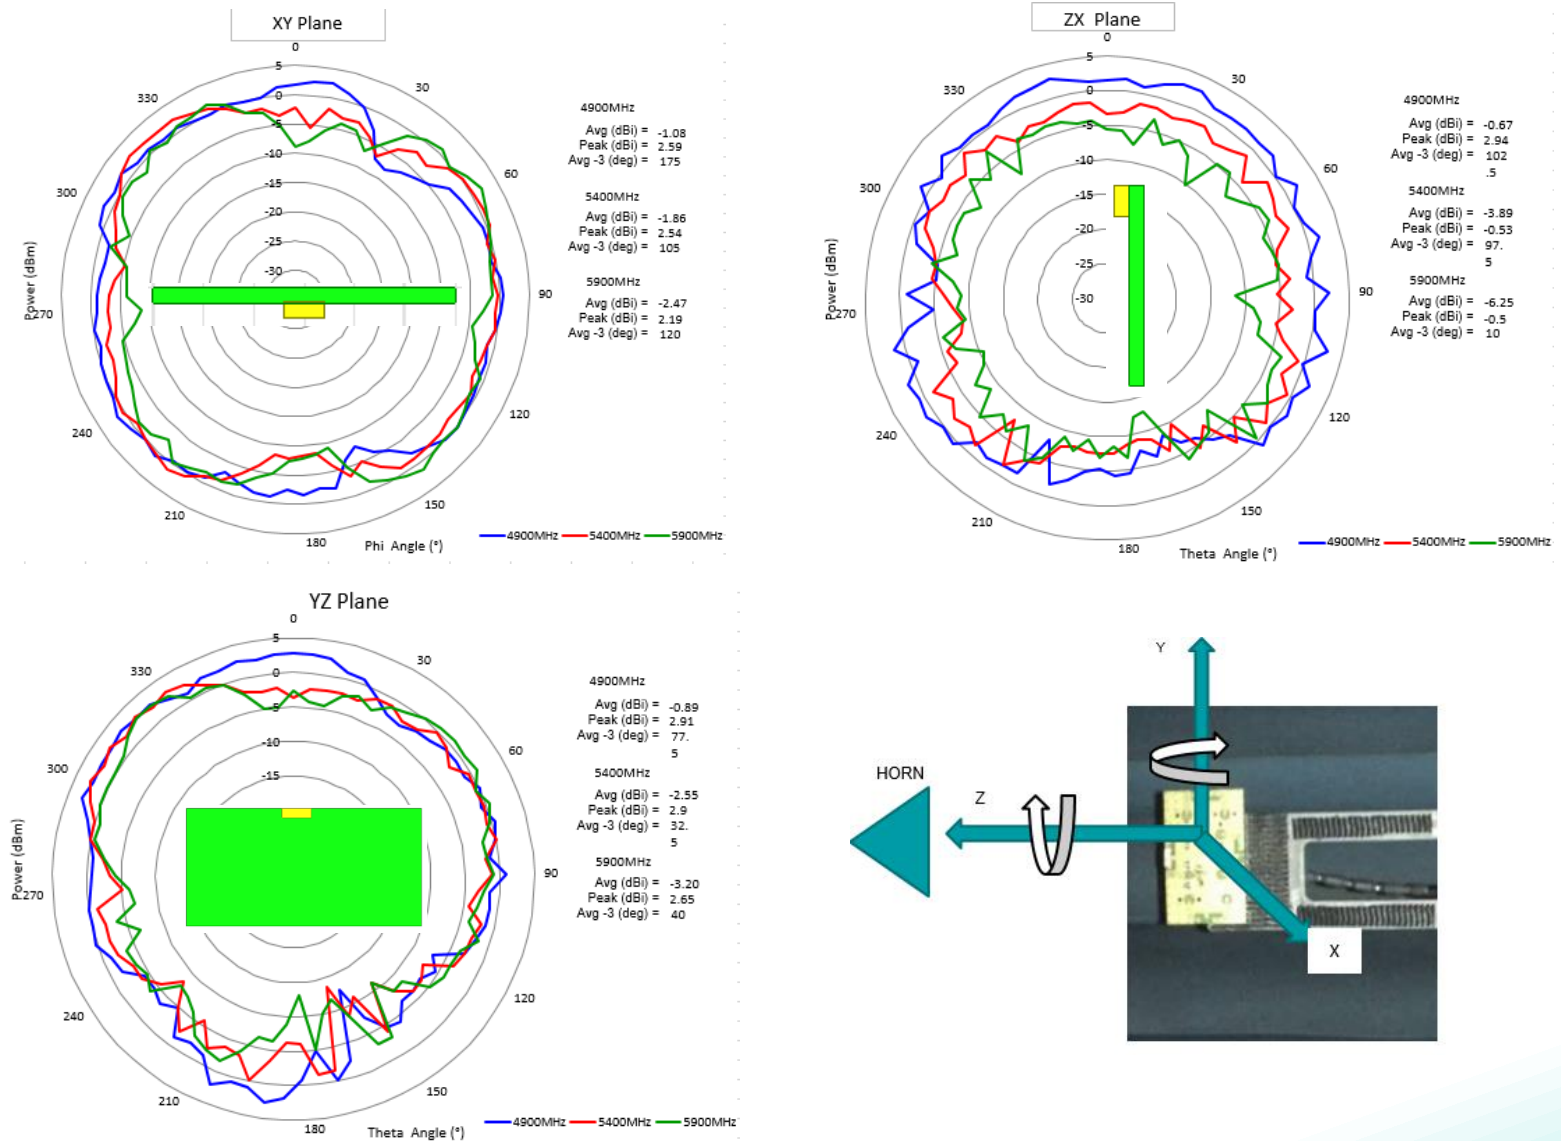 XY Plane
0
5
0
-5
-10
-15
-20
-25
-30
30
60
90
120
150
180
210
240
270
300
330
Power (dBm)
Phi Angle (°)
4900MHz
Avg (dBi) = -1.08
Peak (dBi) = 2.59
Avg -3 (deg) = 175
5400MHz
Avg (dBi) = -1.86
Peak (dBi) = 2.54
Avg -3 (deg) = 105
5900MHz
Avg (dBi) = -2.47
Peak (dBi) = 2.19
Avg -3 (deg) = 120
4900MHz 5400MHz 5900MHz
ZX Plane
0
5
0
-5
-10
-15
-20
-25
-30
30
60
90
120
150
180
210
240
270
300
330
Power (dBm)
Theta Angle (°)
4900MHz
Avg (dBi) = -0.67
Peak (dBi) = 2.94
Avg -3 (deg) = 102
.5
5400MHz
Avg (dBi) = -3.89
Peak (dBi) = -0.53
Avg -3 (deg) = 97.
5
5900MHz
Avg (dBi) = -6.25
Peak (dBi) = -0.5
Avg -3 (deg) = 10
4900MHz 5400MHz 5900MHz
YZ Plane
0
5
0
-5
-10
-15
30
60
90
120
150
180
210
240
270
300
330
Power (dBm)
Theta Angle (°)
4900MHz
Avg (dBi) = -0.89
Peak (dBi) = 2.91
Avg -3 (deg) = 77.
5
5400MHz
Avg (dBi) = -2.55
Peak (dBi) = 2.9
Avg -3 (deg) = 32.
5
5900MHz
Avg (dBi) = -3.20
Peak (dBi) = 2.65
Avg -3 (deg) = 40
4900MHz 5400MHz 5900MHz
Y
HORN
Z
X